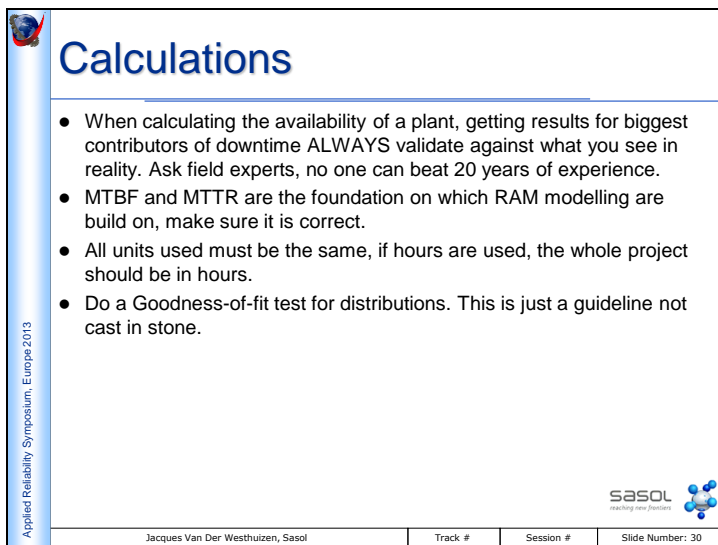 Calculations
● When calculating the availability of a plant, getting results for biggest
contributors of downtime ALWAYS validate against what you see in
reality. Ask field experts, no one can beat 20 years of experience.
● MTBF and MTTR are the foundation on which RAM modelling are
build on, make sure it is correct.
● All units used must be the same, if hours are used, the whole project
should be in hours.
● Do a Goodness-of-fit test for distributions. This is just a guideline not
cast in stone.
Applied Reliability Symposium, Europe 2013
sasol
reaching new frontiers
Jacques Van Der Westhuizen, Sasol
Track #
Session #
Slide Number: 30